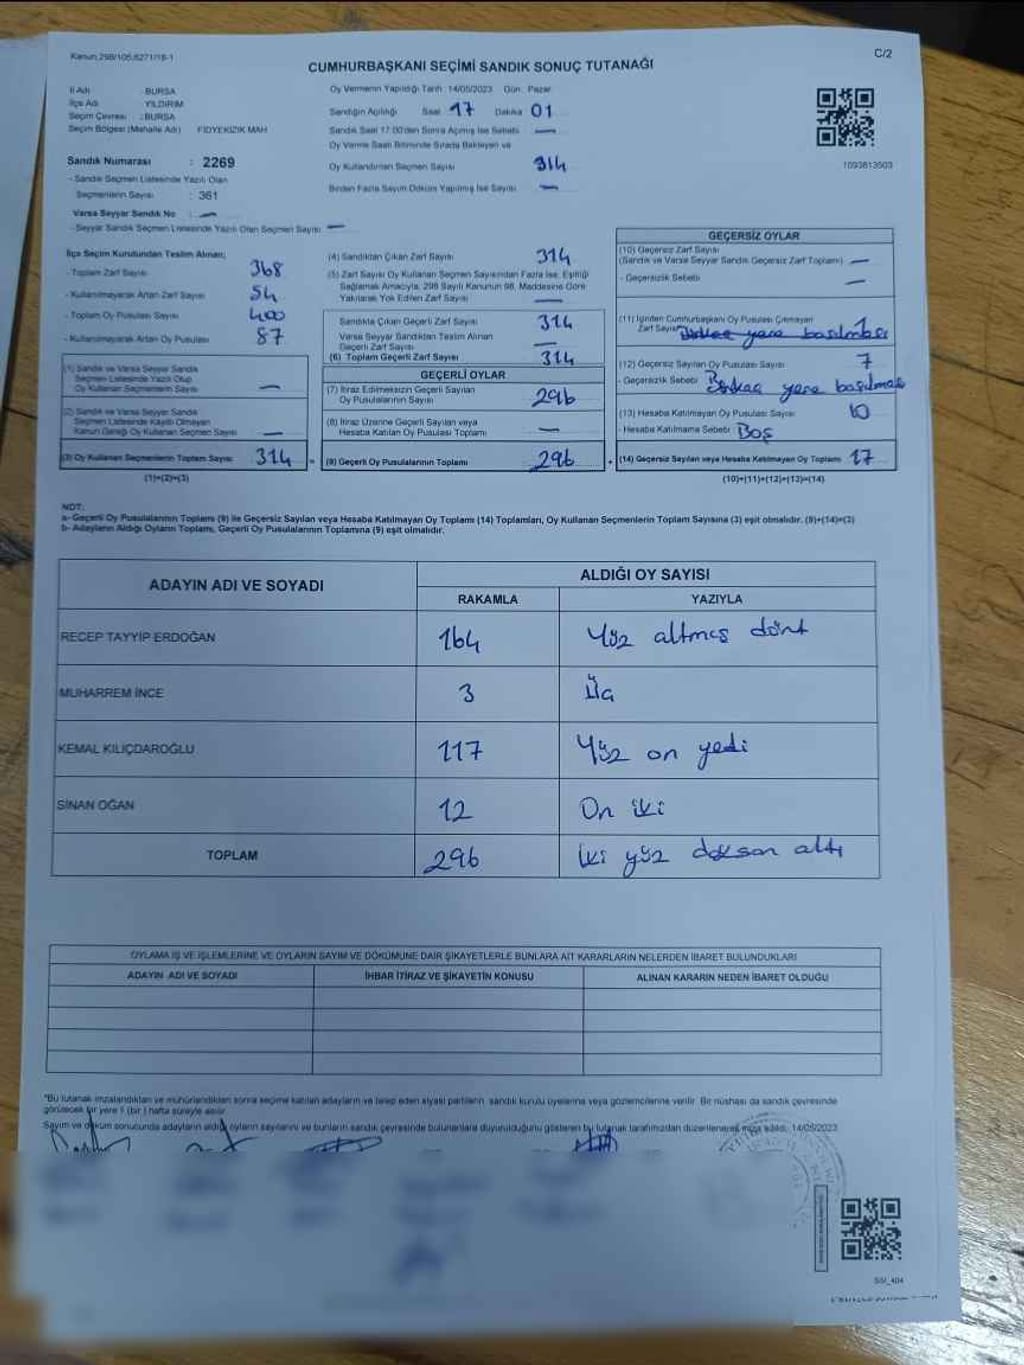 Kanun:298/105,6271/18-1
C/2
CUMHURBAŞKANI SEÇİMİ SANDIK SONUÇ TUTANAĞI
İl Adı : BURSA
İlçe Adı : YILDIRIM
Seçim Çevresi : BURSA
Seçim Bölgesi (Mahalle Adı) FİDYEKIZIK MAH
Sandık Numarası : 2269
- Sandık Seçmen Listesinde Yazılı Olan
Seçmenlerin Sayısı : 361
Varsa Seyyar Sandık No : —
- Seyyar Sandık Seçmen Listesinde Yazılı Olan Seçmen Sayısı —
Oy Vermenin Yapıldığı Tarih : 14/05/2023 Gün : Pazar
Sandığın Açılışı Saat 17 Dakika 01
Sandık Saat 17.00'den Sonra Açılmış İse Sebebi —
Oy Verme Saati Bitiminde Sırada Bekleyen ve
Oy Kullandırılan Seçmen Sayısı 314
Birden Fazla Sayım Döküm Yapılmış İse Sayısı —
1093813503
İlçe Seçim Kurulundan Teslim Alınan;
- Toplam Zarf Sayısı 368
- Kullanılmayarak Artan Zarf Sayısı 54
- Toplam Oy Pusulası Sayısı 400
- Kullanılmayarak Artan Oy Pusulası 87
(1) Sandık ve Varsa Seyyar Sandık
Seçmen Listesinde Yazılı Olup
Oy Kullanan Seçmenlerin Sayısı —
(2) Sandık ve Varsa Seyyar Sandık
Seçmen Listesinde Kayıtlı Olmayan
Kanun Gereği Oy Kullanan Seçmen Sayısı —
(3) Oy Kullanan Seçmenlerin Toplam Sayısı 314 =
(1)+(2)=(3)
(4) Sandıktan Çıkan Zarf Sayısı 314
(5) Zarf Sayısı Oy Kullanan Seçmen Sayısından Fazla İse, Eşitliği
Sağlamak Amacıyla, 298 Sayılı Kanunun 98. Maddesine Göre
Yakılarak Yok Edilen Zarf Sayısı —
Sandıkta Çıkan Geçerli Zarf Sayısı 314
Varsa Seyyar Sandıktan Teslim Alınan
Geçerli Zarf Sayısı —
(6) Toplam Geçerli Zarf Sayısı 314
GEÇERLİ OYLAR
(7) İtiraz Edilmeksizin Geçerli Sayılan
Oy Pusulalarının Sayısı 296
(8) İtiraz Üzerine Geçerli Sayılan veya
Hesaba Katılan Oy Pusulası Toplamı —
(9) Geçerli Oy Pusulalarının Toplamı 296 +
GEÇERSİZ OYLAR
(10) Geçersiz Zarf Sayısı
(Sandık ve Varsa Seyyar Sandık Geçersiz Zarf Toplamı) —
- Geçersizlik Sebebi —
(11) İçinden Cumhurbaşkanı Oy Pusulası Çıkmayan
Zarf Sayısı yere basılması
(12) Geçersiz Sayılan Oy Pusulası Sayısı 7
- Geçersizlik Sebebi Birkaç yere basılması
(13) Hesaba Katılmayan Oy Pusulası Sayısı 10
- Hesaba Katılmama Sebebi Boş
(14) Geçersiz Sayılan veya Hesaba Katılmayan Oy Toplamı 17
(10)+(11)+(12)+(13)=(14)
NOT:
a- Geçerli Oy Pusulalarının Toplamı (9) ile Geçersiz Sayılan veya Hesaba Katılmayan Oy Toplamı (14) Toplamları, Oy Kullanan Seçmenlerin Toplam Sayısına (3) eşit olmalıdır. (9)+(14)=(3)
b- Adayların Aldığı Oyların Toplamı, Geçerli Oy Pusulalarının Toplamına (9) eşit olmalıdır.
ADAYIN ADI VE SOYADI
ALDIĞI OY SAYISI
RAKAMLA YAZIYLA
RECEP TAYYİP ERDOĞAN 164 Yüz altmış dört
MUHARREM İNCE 3 Üç
KEMAL KILIÇDAROĞLU 117 Yüz on yedi
SİNAN OĞAN 12 On iki
TOPLAM 296 İki yüz doksan altı
OYLAMA İŞ VE İŞLEMLERİNE VE OYLARIN SAYIM VE DÖKÜMÜNE DAİR ŞİKAYETLERLE BUNLARA AİT KARARLARIN NELERDEN İBARET BULUNDUKLARI
ADAYIN ADI VE SOYADI İHBAR İTİRAZ VE ŞİKAYETİN KONUSU ALINAN KARARIN NEDEN İBARET OLDUĞU
*Bu tutanak imzalandıktan ve mühürlendikten sonra seçime katılan adayların ve talep eden siyasi partilerin sandık kurulu üyelerine veya gözlemcilerine verilir. Bir nüshası da sandık çevresinde
görülecek bir yere 1 (bir) hafta süreyle asılır.
Sayım ve döküm sonucunda adayların aldığı oyların sayılarını ve bunların sandık çevresinde bulunanlara duyurulduğunu gösteren bu tutanak tarafımızdan düzenlenerek imza edildi. 14/05/2023
SSI_404